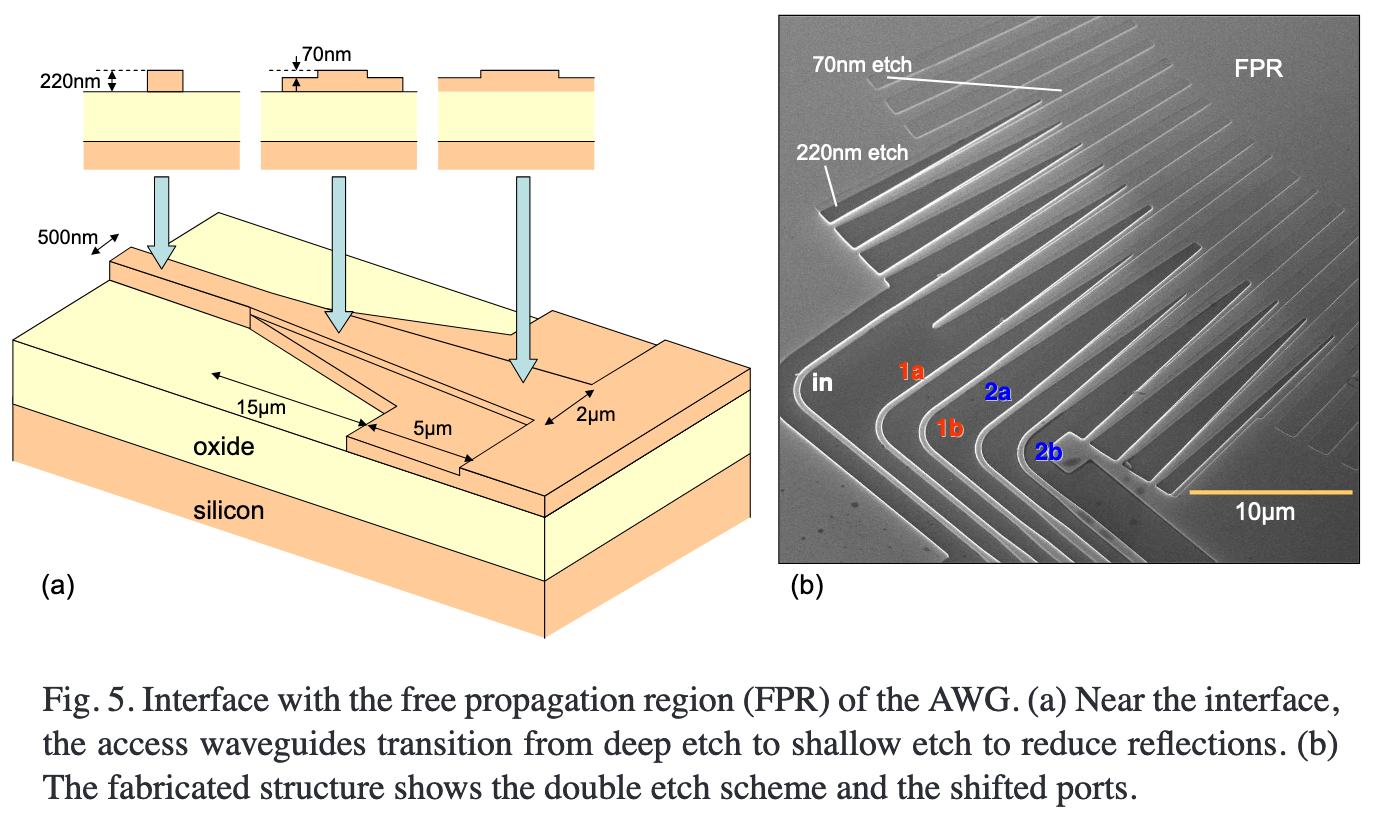 70nm
220nm
500nm
15µm
5µm
2µm
oxide
silicon
(a)
70nm etch
FPR
220nm etch
in
1a
2a
1b
2b
10µm
(b)
Fig. 5. Interface with the free propagation region (FPR) of the AWG. (a) Near the interface,
the access waveguides transition from deep etch to shallow etch to reduce reflections. (b)
The fabricated structure shows the double etch scheme and the shifted ports.